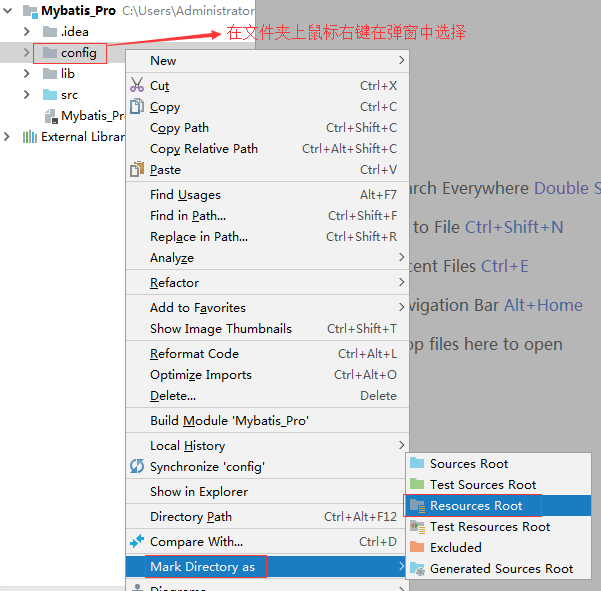 Mybatis_Pro C:\Users\Administrator
.idea
config
在文件夹上鼠标右键在弹窗中选择
lib
src
Mybatis_Pr
External Librar
New
Cut Ctrl+X
Copy Ctrl+C
Copy Path Ctrl+Shift+C
Copy Relative Path Ctrl+Alt+Shift+C
Paste Ctrl+V
Find Usages Alt+F7
Find in Path... Ctrl+Shift+F
Replace in Path... Ctrl+Shift+R
Analyze
Refactor
Add to Favorites
Show Image Thumbnails Ctrl+Shift+T
Reformat Code Ctrl+Alt+L
Optimize Imports Ctrl+Alt+O
Delete... Delete
Build Module 'Mybatis_Pro'
Local History
Synchronize 'config'
Show in Explorer
Directory Path Ctrl+Alt+F12
Compare With... Ctrl+D
Mark Directory as
Diagrams
rch Everywhere Double S
to File Ctrl+Shift+N
cent Files Ctrl+E
vigation Bar Alt+Home
op files here to open
Sources Root
Test Sources Root
Resources Root
Test Resources Root
Excluded
Generated Sources Root